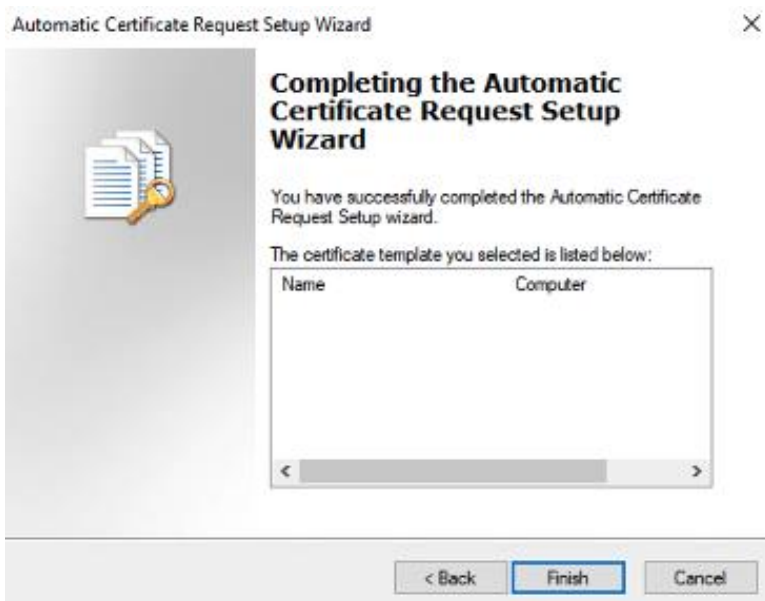 Automatic Certificate Request Setup Wizard
Completing the Automatic
Certificate Request Setup
Wizard
You have successfully completed the Automatic Certificate
Request Setup wizard.
The certificate template you selected is listed below:
Name Computer
< Back Finish Cancel